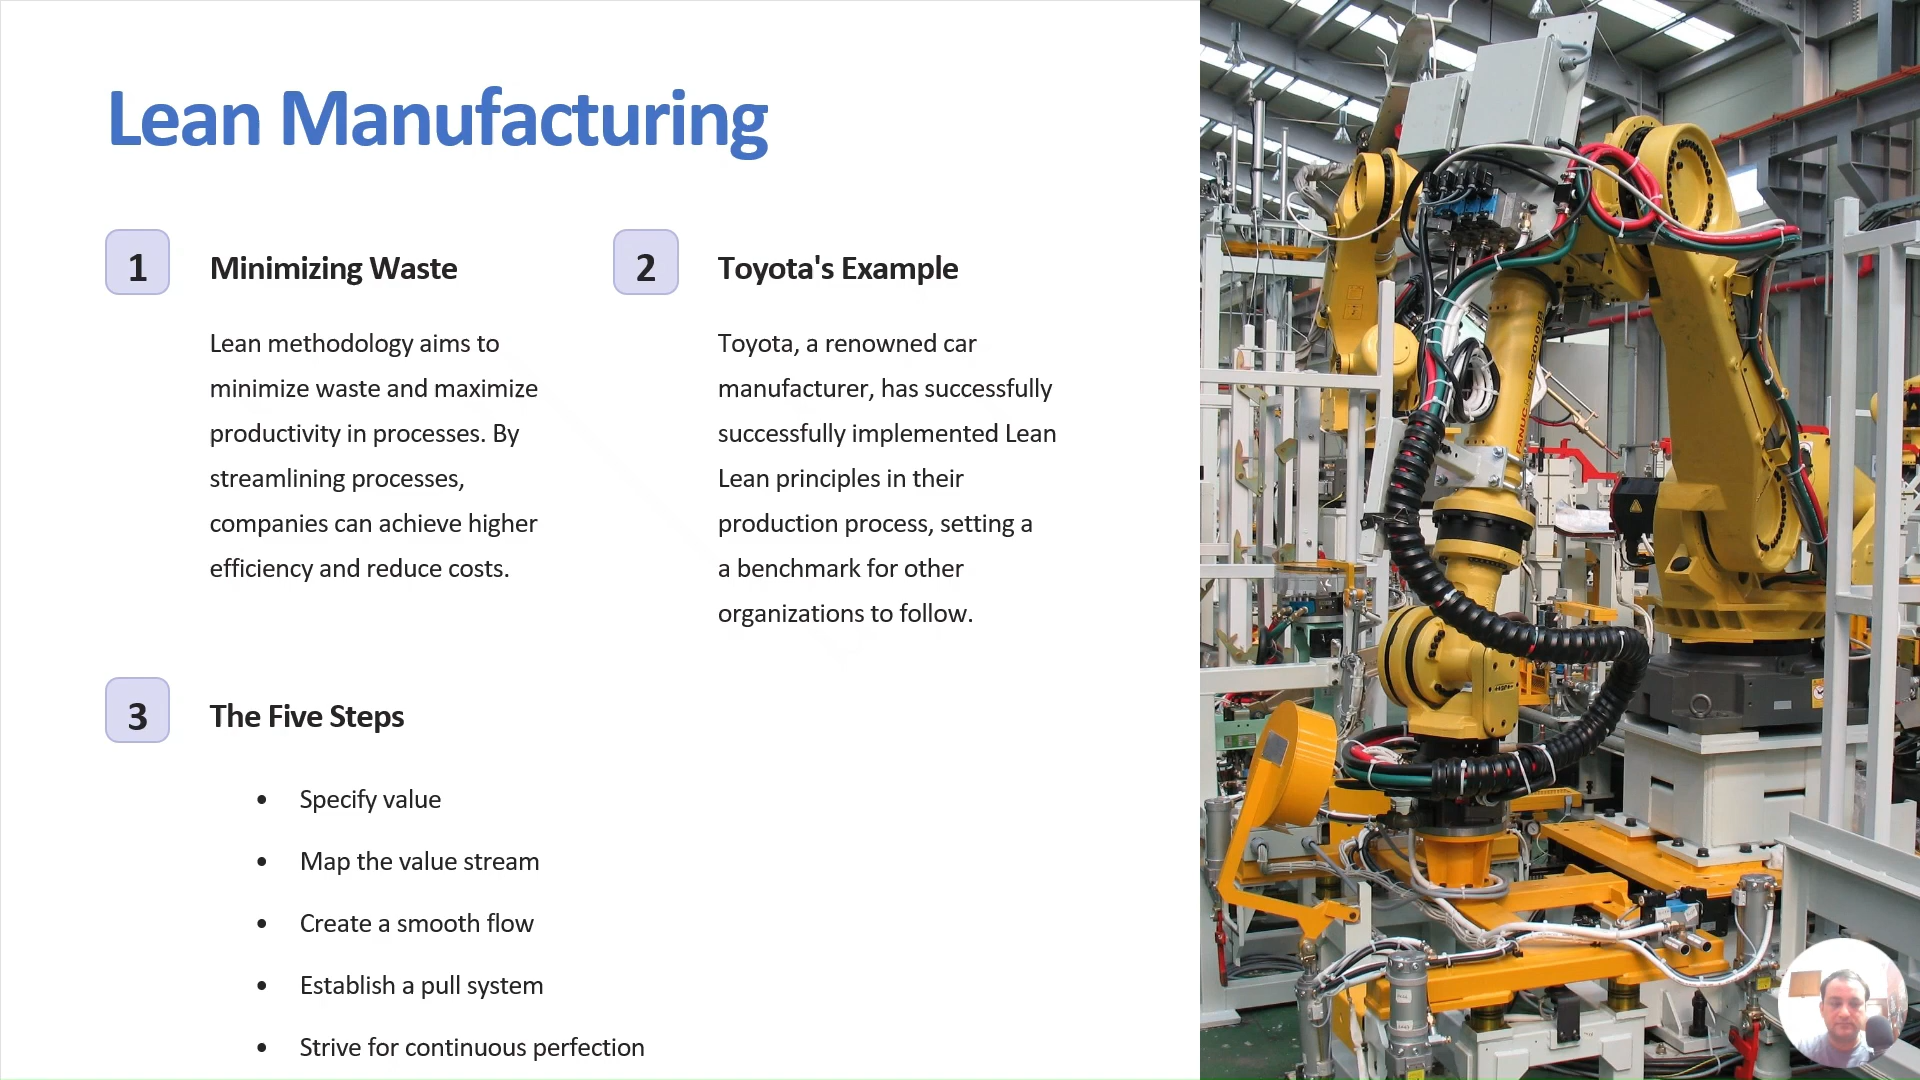 Lean Manufacturing
1
Minimizing Waste
Lean methodology aims to
minimize waste and maximize
productivity in processes. By
streamlining processes,
companies can achieve higher
efficiency and reduce costs.
2
Toyota's Example
Toyota, a renowned car
manufacturer, has successfully
successfully implemented Lean
Lean principles in their
production process, setting a
a benchmark for other
organizations to follow.
3
The Five Steps
• Specify value
• Map the value stream
• Create a smooth flow
• Establish a pull system
• Strive for continuous perfection
FANUC Robot R-2000iB